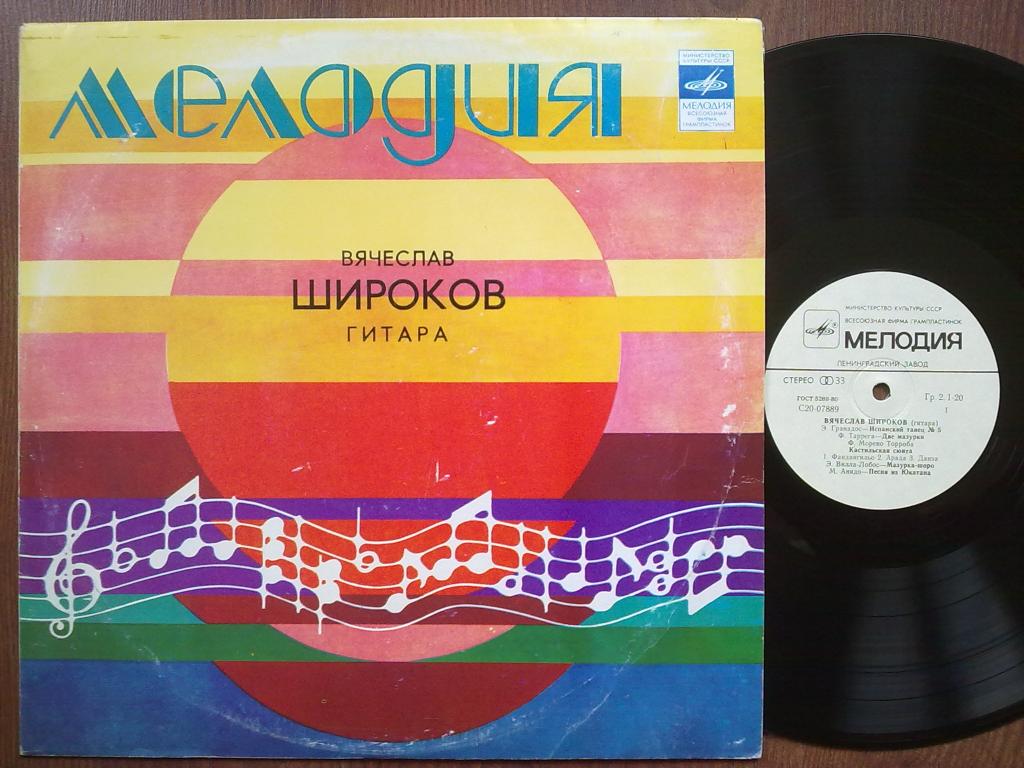 мелодия
МИНИСТЕРСТВО
КУЛЬТУРЫ СССР
МЕЛОДИЯ
ВСЕСОЮЗНАЯ
ФИРМА
ГРАМПЛАСТИНОК
ВЯЧЕСЛАВ
ШИРОКОВ
ГИТАРА
МИНИСТЕРСТВО КУЛЬТУРЫ СССР
ВСЕСОЮЗНАЯ ФИРМА ГРАМПЛАСТИНОК
МЕЛОДИЯ
ЛЕНИНГРАДСКИЙ ЗАВОД
СТЕРЕО 33
ГОСТ 5289-80
Гр. 2. 1-20
С20-07889
1
ВЯЧЕСЛАВ ШИРОКОВ (гитара)
Э. Гранадос—Испанский танец № 5
Ф. Таррега—Две мазурки
Ф. Морено Торроба
Кастильская сюита
1. Фандангильо 2. Арада 3. Данза
Э. Вилла-Лобос—Мазурка-шоро
М. Анидо—Песня из Юкатана